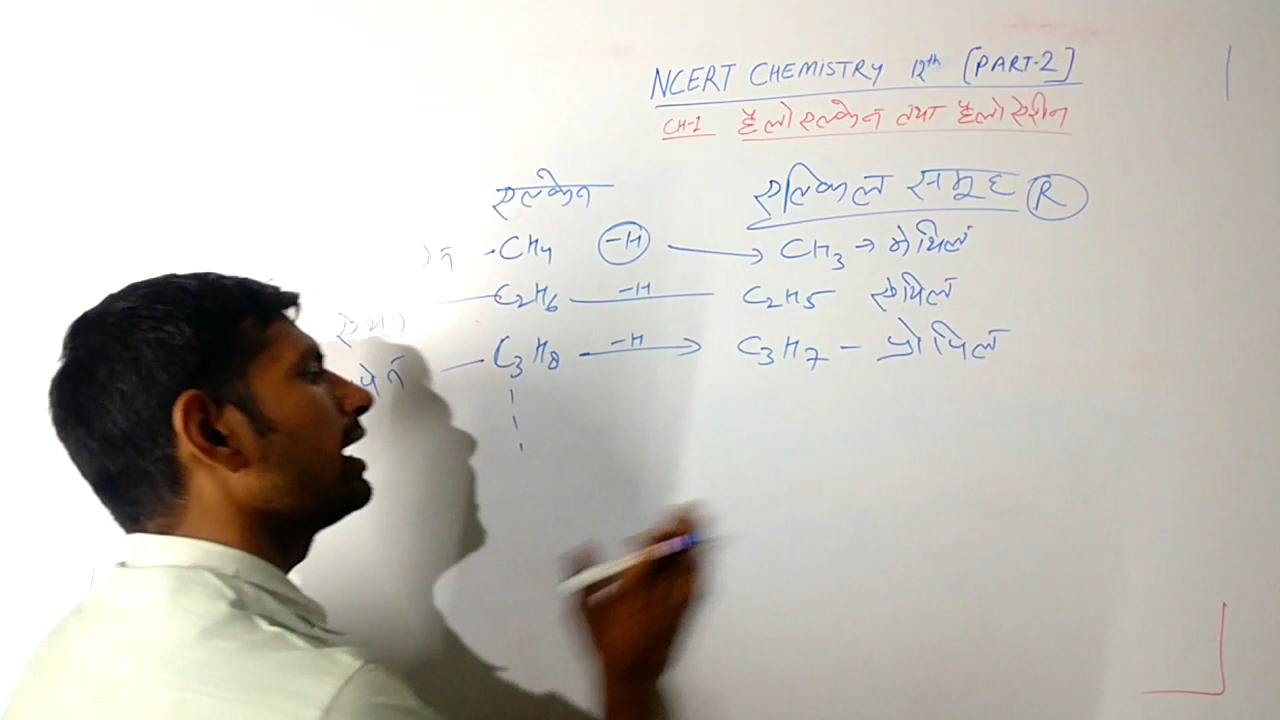 NCERT CHEMISTRY 12th [PART-2]
CH-1 हैलोएल्केन तथा हैलोऐरीन
एल्केन एल्किल समूह R
CH4 -H → CH3 → मेथिल
C2H6 -H C2H5 एथिल
C3H8 -H → C3H7 - प्रोपिल